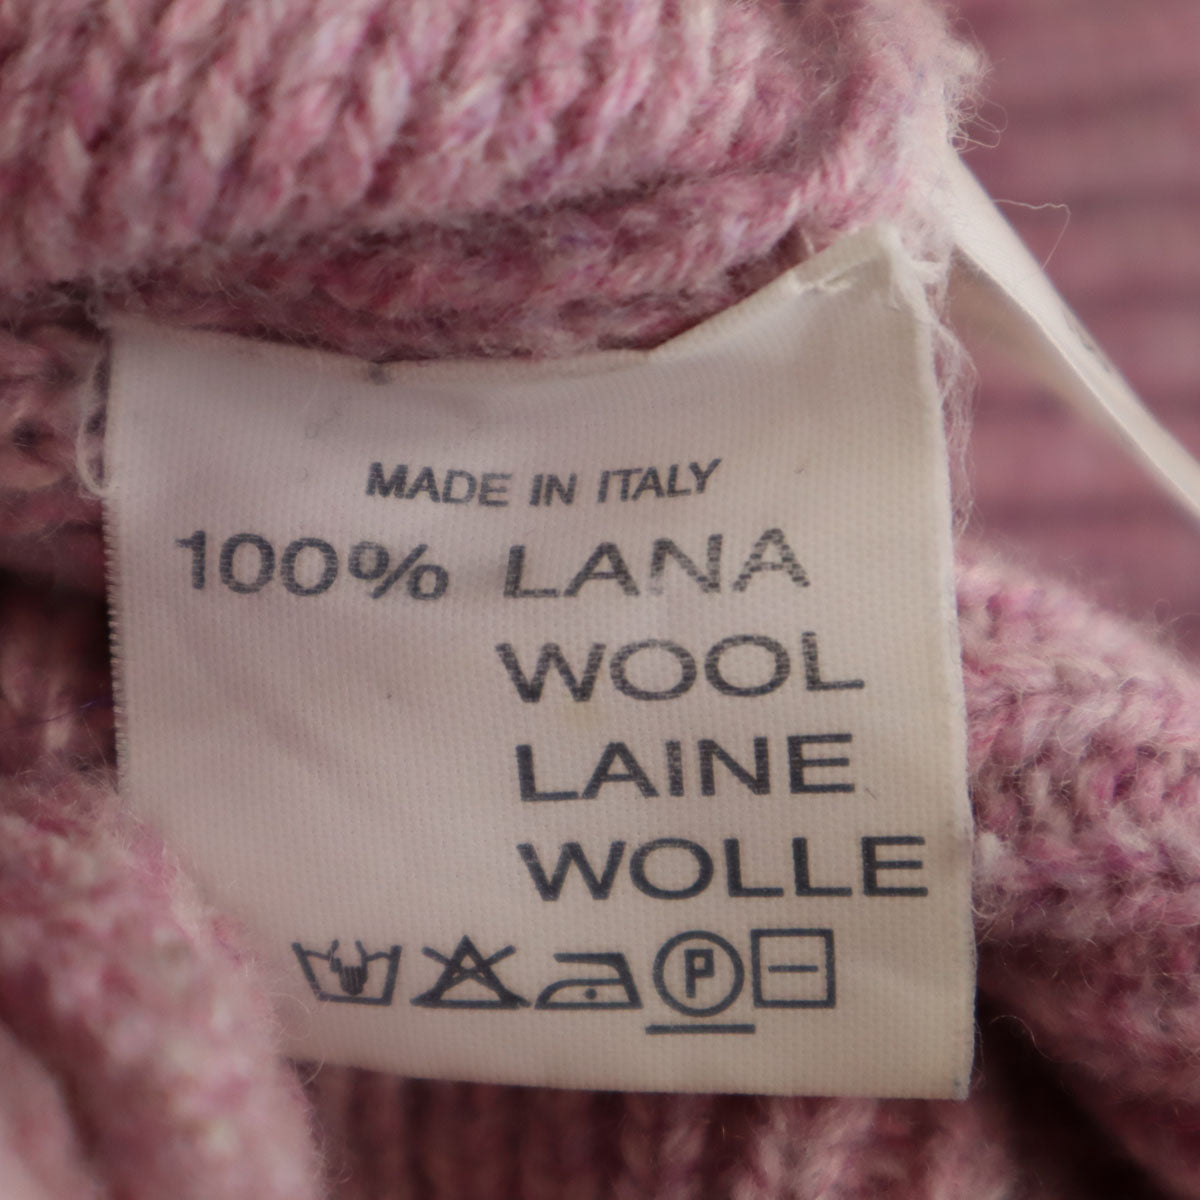 MADE IN ITALY
100% LANA
WOOL
LAINE
WOLLE
P